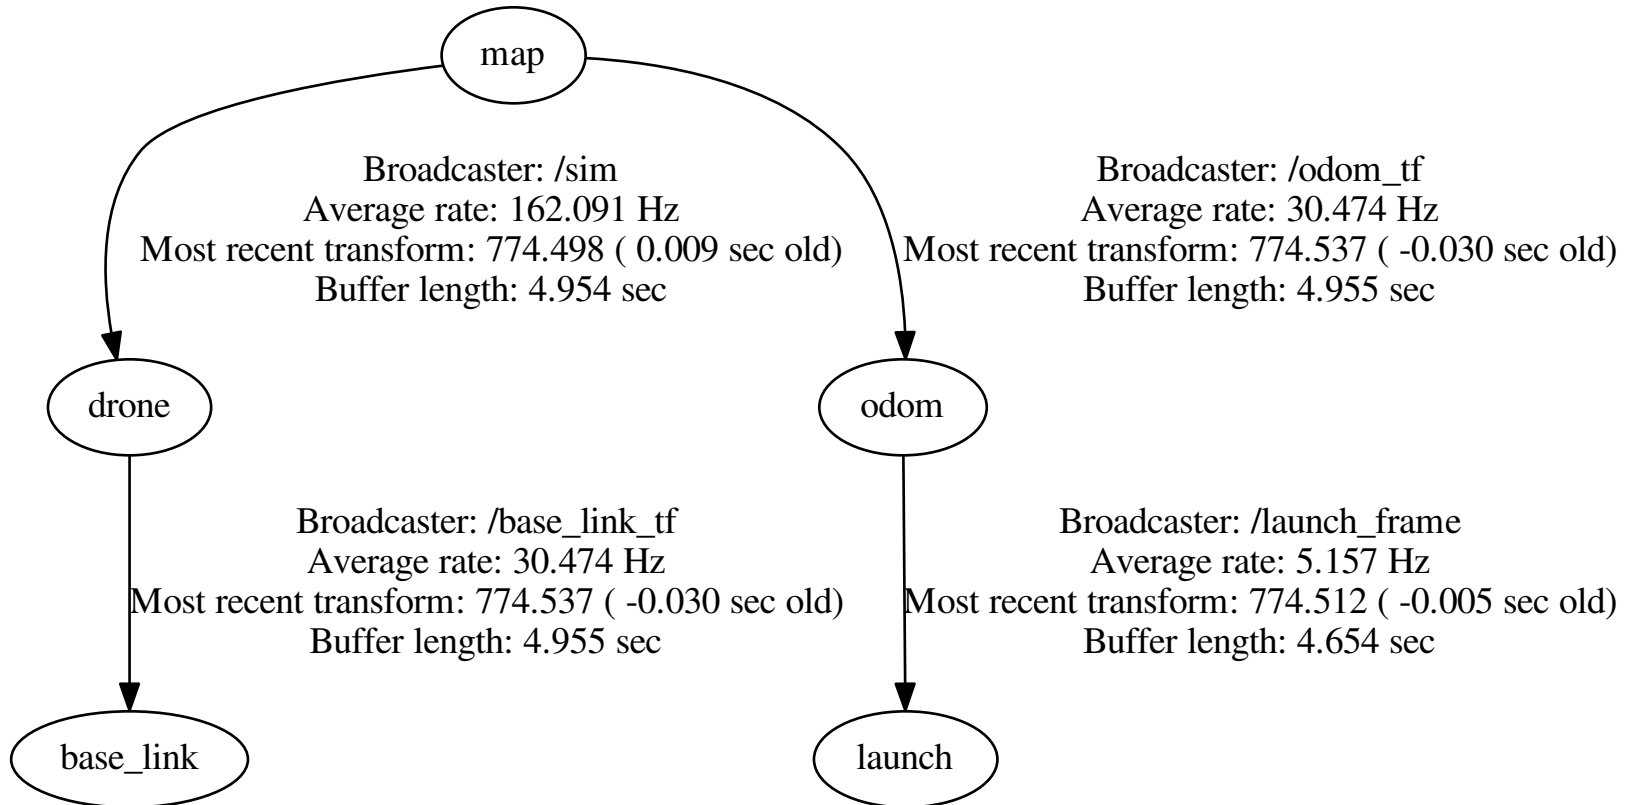 map
Broadcaster: /sim
Average rate: 162.091 Hz
Most recent transform: 774.498 ( 0.009 sec old)
Buffer length: 4.954 sec
Broadcaster: /odom_tf
Average rate: 30.474 Hz
Most recent transform: 774.537 ( -0.030 sec old)
Buffer length: 4.955 sec
drone
odom
Broadcaster: /base_link_tf
Average rate: 30.474 Hz
Most recent transform: 774.537 ( -0.030 sec old)
Buffer length: 4.955 sec
Broadcaster: /launch_frame
Average rate: 5.157 Hz
Most recent transform: 774.512 ( -0.005 sec old)
Buffer length: 4.654 sec
base_link
launch